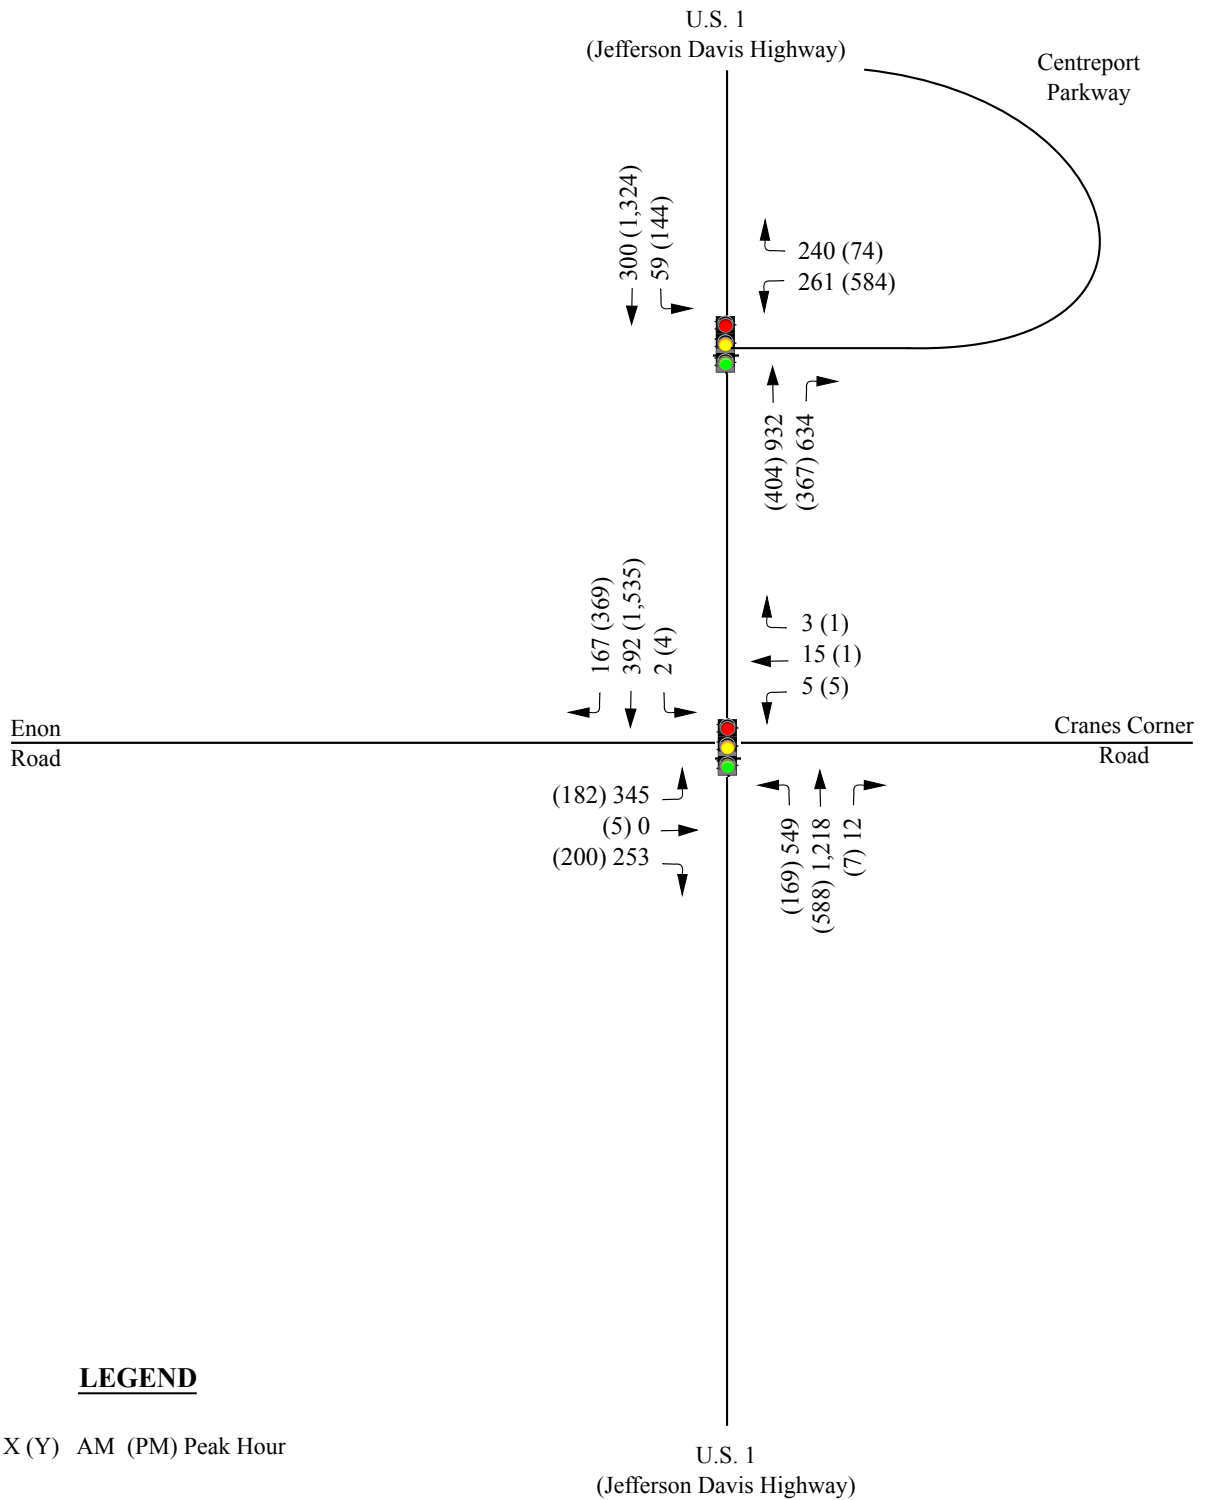 U.S. 1
(Jefferson Davis Highway)
Centreport
Parkway
300 (1,324)
59 (144)
240 (74)
261 (584)
(404) 932
(367) 634
167 (369)
392 (1,535)
2 (4)
3 (1)
15 (1)
5 (5)
Enon
Road
Cranes Corner
Road
(182) 345
(5) 0
(200) 253
(169) 549
(588) 1,218
(7) 12
LEGEND
X (Y) AM (PM) Peak Hour
U.S. 1
(Jefferson Davis Highway)